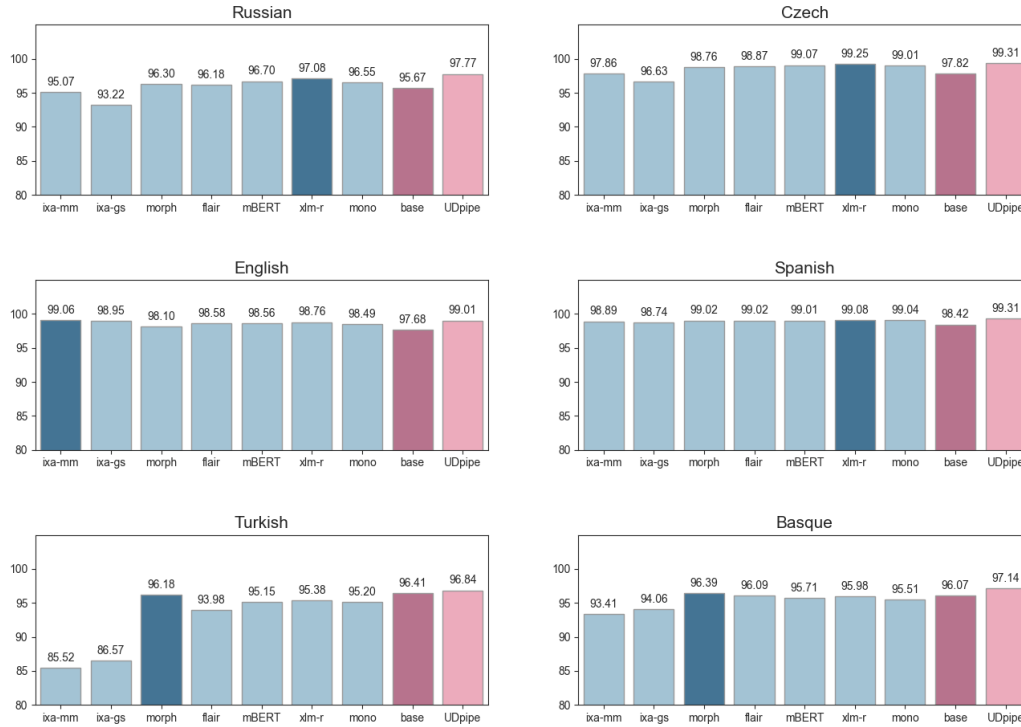 Russian
100
95
90
85
80
95.07 93.22 96.30 96.18 96.70 97.08 96.55 95.67 97.77
ixa-mm ixa-gs morph flair mBERT xlm-r mono base UDpipe
Czech
100
95
90
85
80
97.86 96.63 98.76 98.87 99.07 99.25 99.01 97.82 99.31
ixa-mm ixa-gs morph flair mBERT xlm-r mono base UDpipe
English
100
95
90
85
80
99.06 98.95 98.10 98.58 98.56 98.76 98.49 97.68 99.01
ixa-mm ixa-gs morph flair mBERT xlm-r mono base UDpipe
Spanish
100
95
90
85
80
98.89 98.74 99.02 99.02 99.01 99.08 99.04 98.42 99.31
ixa-mm ixa-gs morph flair mBERT xlm-r mono base UDpipe
Turkish
100
95
90
85
80
85.52 86.57 96.18 93.98 95.15 95.38 95.20 96.41 96.84
ixa-mm ixa-gs morph flair mBERT xlm-r mono base UDpipe
Basque
100
95
90
85
80
93.41 94.06 96.39 96.09 95.71 95.98 95.51 96.07 97.14
ixa-mm ixa-gs morph flair mBERT xlm-r mono base UDpipe